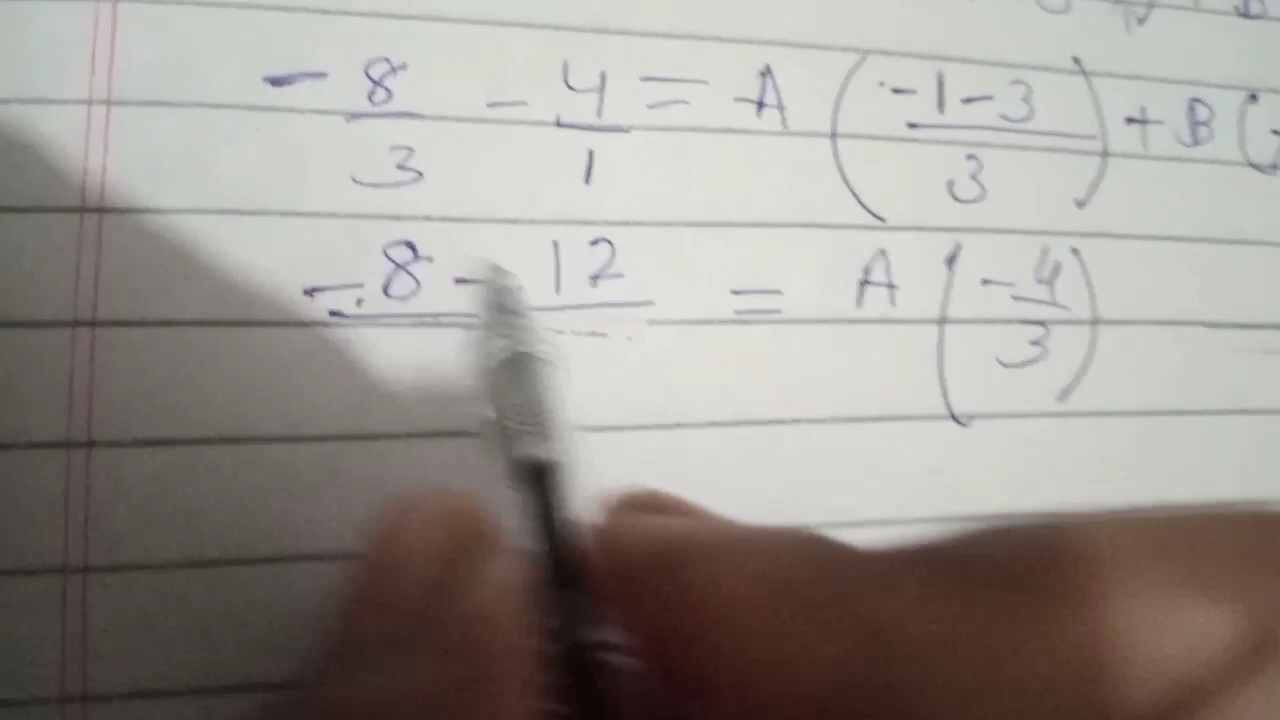 - 8/3 - 4/1 = A ((-1-3)/3) + B (
-8 - 12 = A (-4/3)